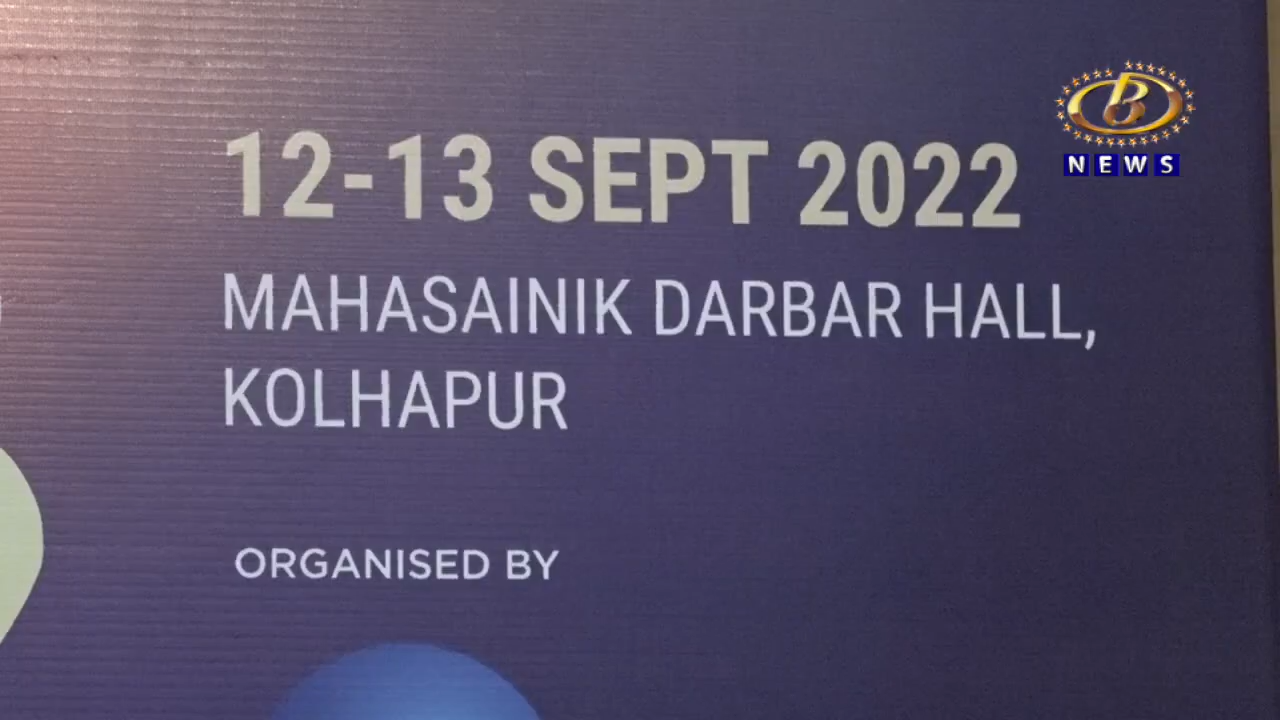 12-13 SEPT 2022
MAHASAINIK DARBAR HALL,
KOLHAPUR
ORGANISED BY
B
NEWS